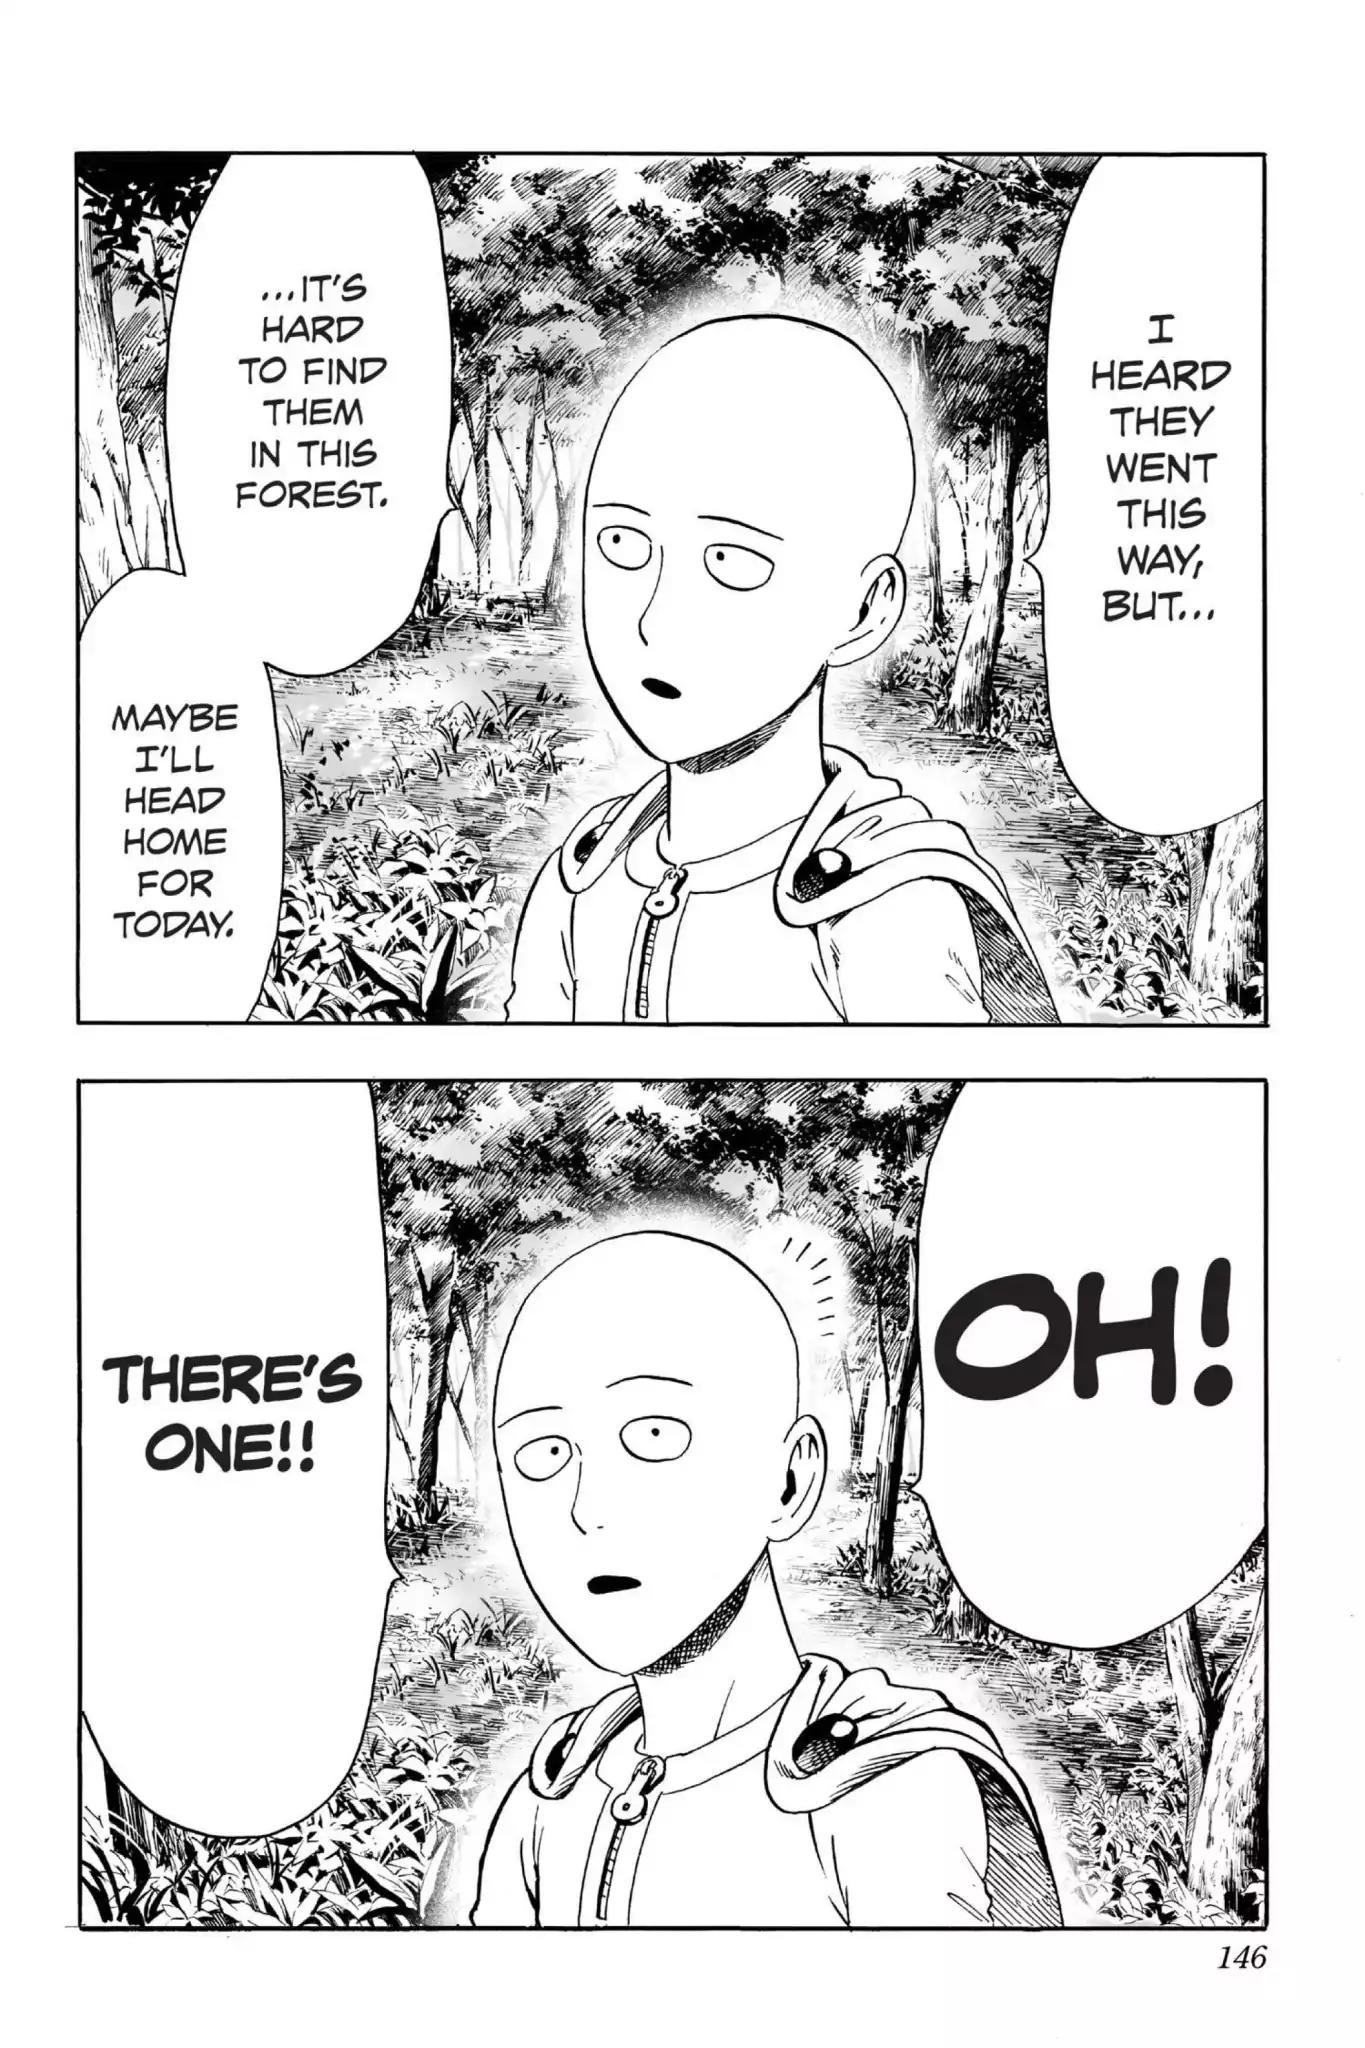 I
HEARD
THEY
WENT
THIS
WAY,
BUT...
...IT'S
HARD
TO FIND
THEM
IN THIS
FOREST.
MAYBE
I'LL
HEAD
HOME
FOR
TODAY.
OH!
THERE'S
ONE!!
146